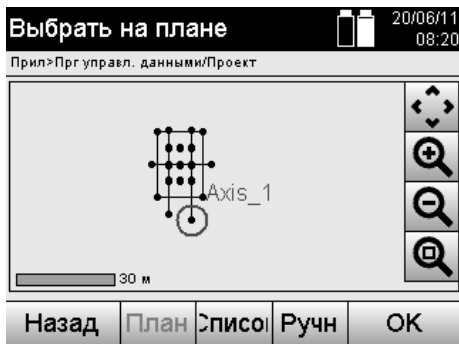 Выбрать на плане
20/06/11
08:20
Прил>Прг управл. данными/Проект
Axis_1
30 м
Назад План Списо Ручн ОК